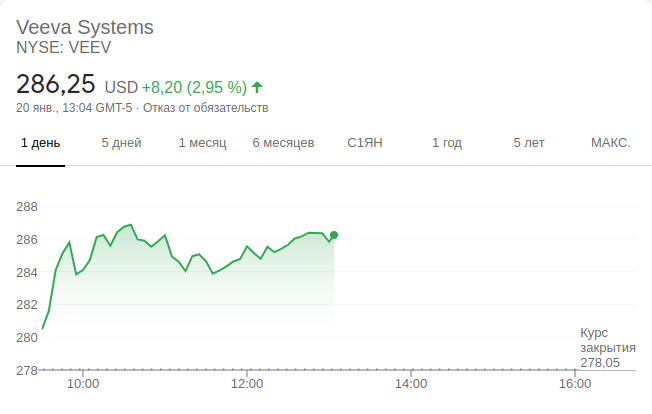 Veeva Systems
NYSE: VEEV
286,25 USD +8,20 (2,95 %)
20 янв., 13:04 GMT-5 · Отказ от обязательств
1 день 5 дней 1 месяц 6 месяцев С1ЯН 1 год 5 лет МАКС.
288
286
284
282
280
278
Курс
закрытия
278,05
10:00 12:00 14:00 16:00